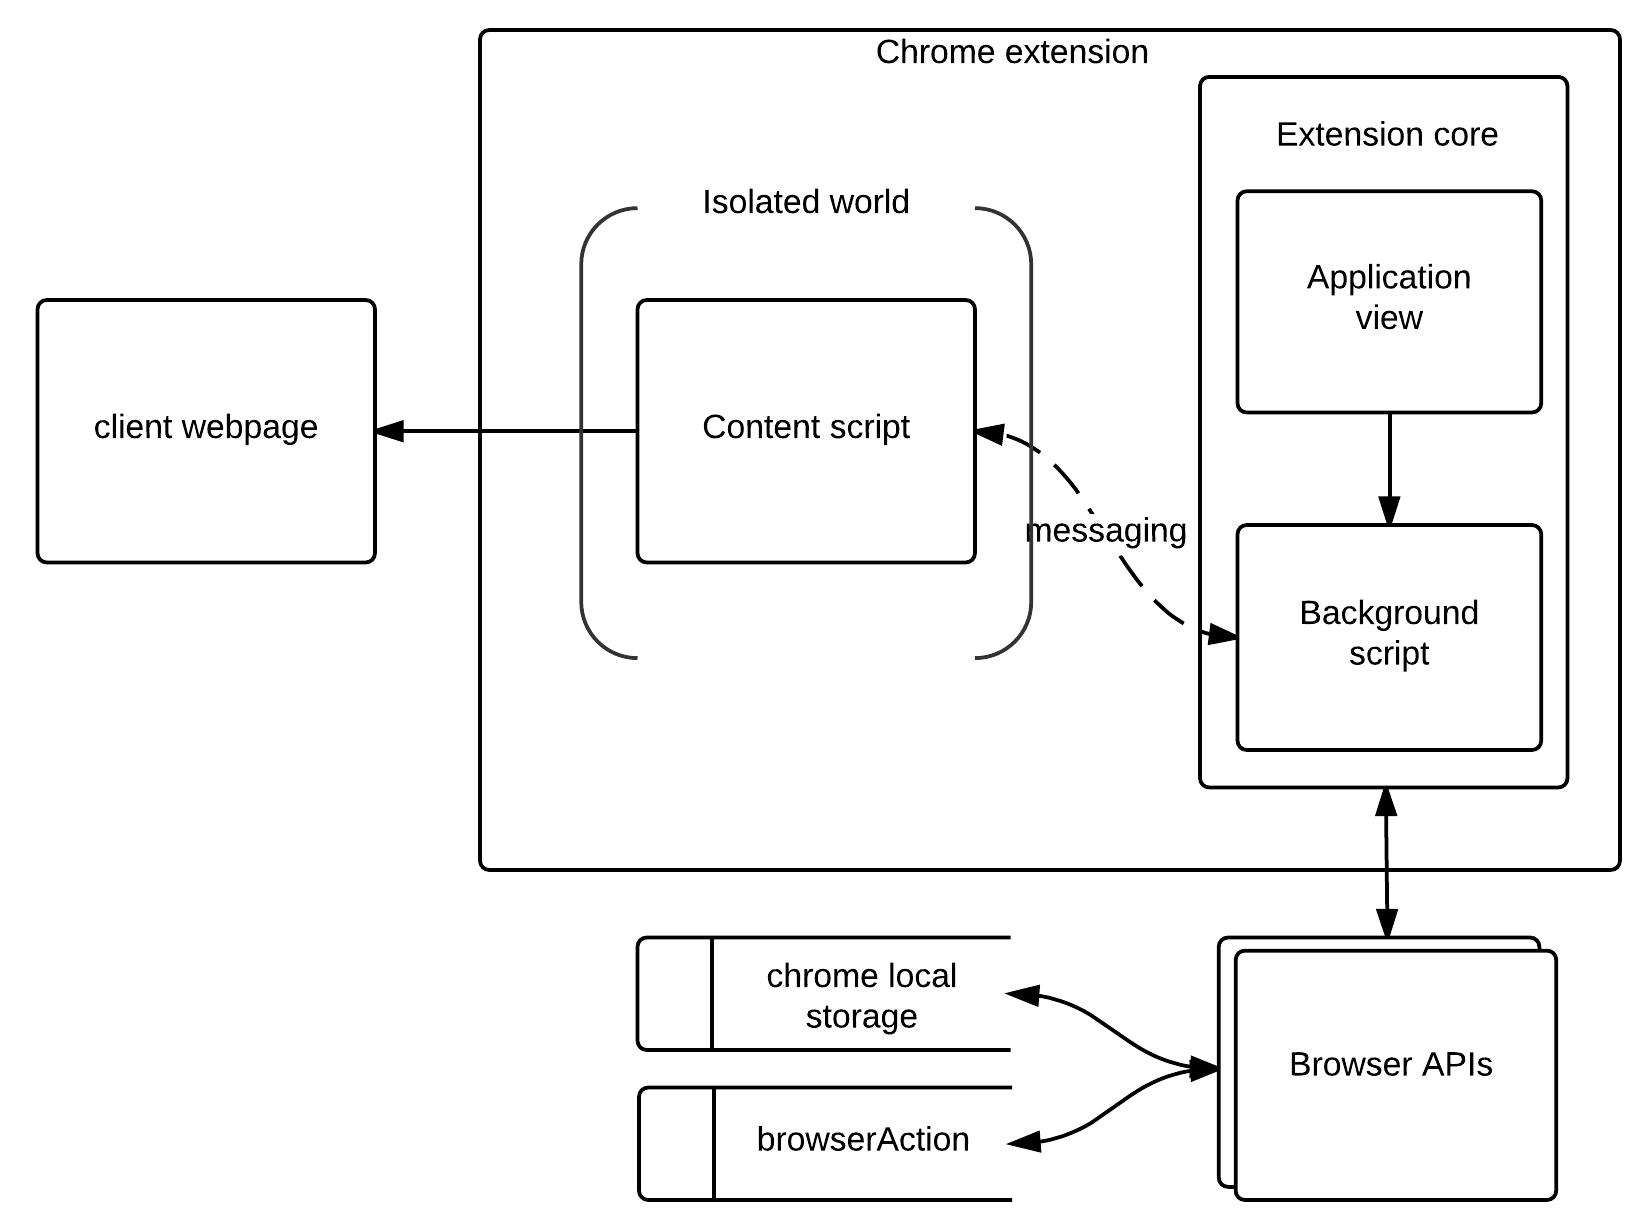 Chrome extension
Extension core
Isolated world
Application
view
client webpage
Content script
messaging
Background
script
chrome local
storage
Browser APIs
browserAction